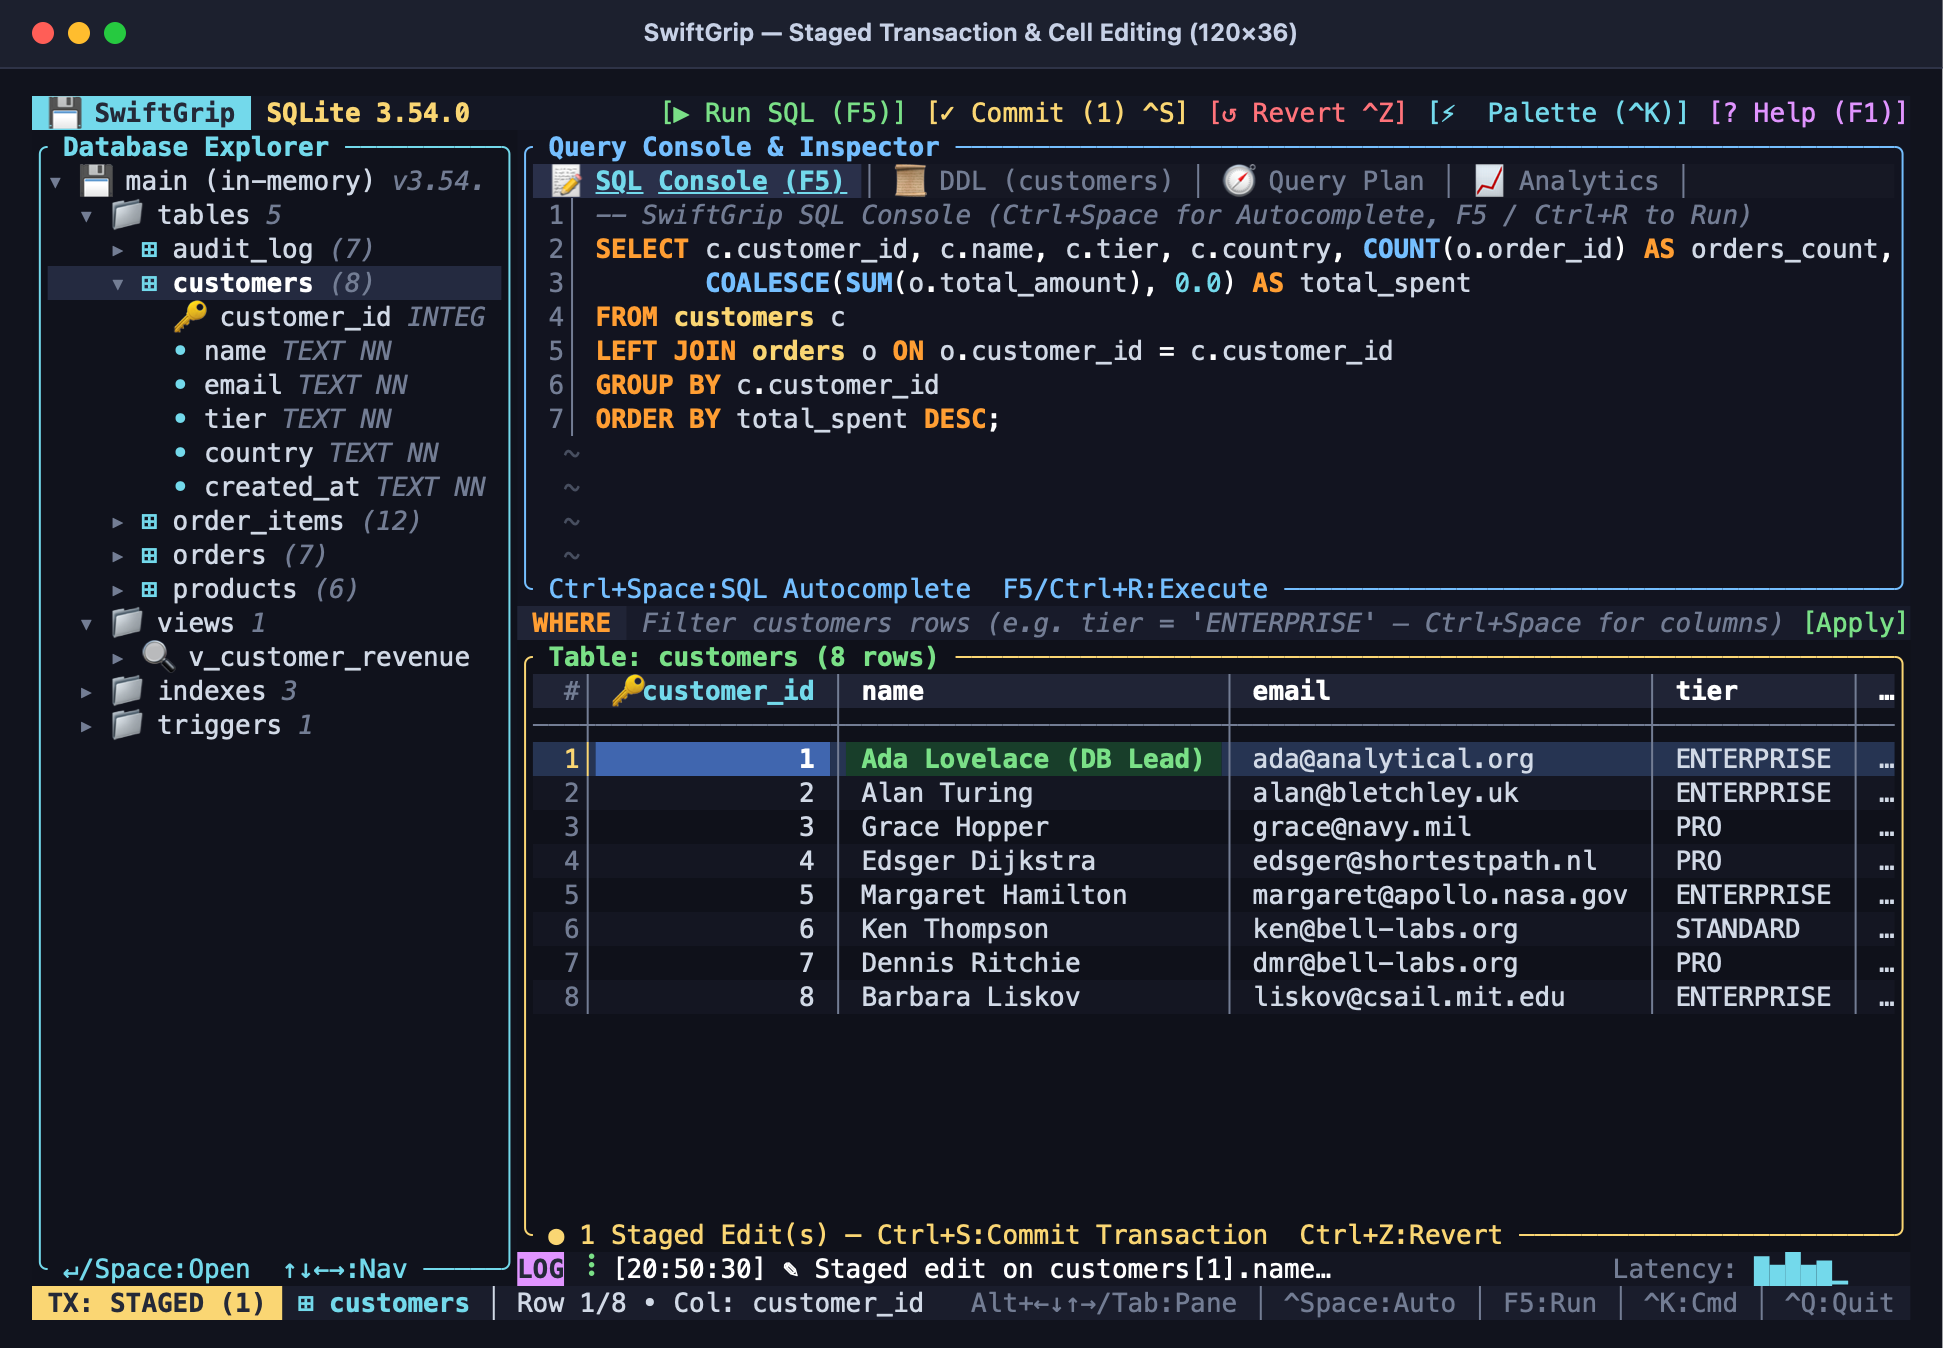 SwiftGrip — Staged Transaction & Cell Editing (120×36)
SwiftGrip SQLite 3.54.0 [▶ Run SQL (F5)] [✓ Commit (1) ^S] [↺ Revert ^Z] [⚡ Palette (^K)] [? Help (F1)]
Database Explorer
▾ main (in-memory) v3.54.
▾ tables 5
▸ ⊞ audit_log (7)
▾ ⊞ customers (8)
customer_id INTEG
• name TEXT NN
• email TEXT NN
• tier TEXT NN
• country TEXT NN
• created_at TEXT NN
▸ ⊞ order_items (12)
▸ ⊞ orders (7)
▸ ⊞ products (6)
▾ views 1
▸ v_customer_revenue
▸ indexes 3
▸ triggers 1
↵/Space:Open ↑↓←→:Nav
Query Console & Inspector
SQL Console (F5) │ DDL (customers) │ Query Plan │ Analytics │
1 -- SwiftGrip SQL Console (Ctrl+Space for Autocomplete, F5 / Ctrl+R to Run)
2 SELECT c.customer_id, c.name, c.tier, c.country, COUNT(o.order_id) AS orders_count,
3 COALESCE(SUM(o.total_amount), 0.0) AS total_spent
4 FROM customers c
5 LEFT JOIN orders o ON o.customer_id = c.customer_id
6 GROUP BY c.customer_id
7 ORDER BY total_spent DESC;
~
~
~
~
Ctrl+Space:SQL Autocomplete F5/Ctrl+R:Execute
WHERE Filter customers rows (e.g. tier = 'ENTERPRISE' — Ctrl+Space for columns) [Apply]
Table: customers (8 rows)
# customer_id │ name │ email │ tier │ …
1 │ 1 │ Ada Lovelace (DB Lead) │ ada@analytical.org │ ENTERPRISE │ …
2 │ 2 │ Alan Turing │ alan@bletchley.uk │ ENTERPRISE │ …
3 │ 3 │ Grace Hopper │ grace@navy.mil │ PRO │ …
4 │ 4 │ Edsger Dijkstra │ edsger@shortestpath.nl │ PRO │ …
5 │ 5 │ Margaret Hamilton │ margaret@apollo.nasa.gov │ ENTERPRISE │ …
6 │ 6 │ Ken Thompson │ ken@bell-labs.org │ STANDARD │ …
7 │ 7 │ Dennis Ritchie │ dmr@bell-labs.org │ PRO │ …
8 │ 8 │ Barbara Liskov │ liskov@csail.mit.edu │ ENTERPRISE │ …
● 1 Staged Edit(s) — Ctrl+S:Commit Transaction Ctrl+Z:Revert
LOG [20:50:30] ✎ Staged edit on customers[1].name… Latency:
TX: STAGED (1) ⊞ customers │ Row 1/8 • Col: customer_id Alt+←↓↑→/Tab:Pane │ ^Space:Auto │ F5:Run │ ^K:Cmd │ ^Q:Quit